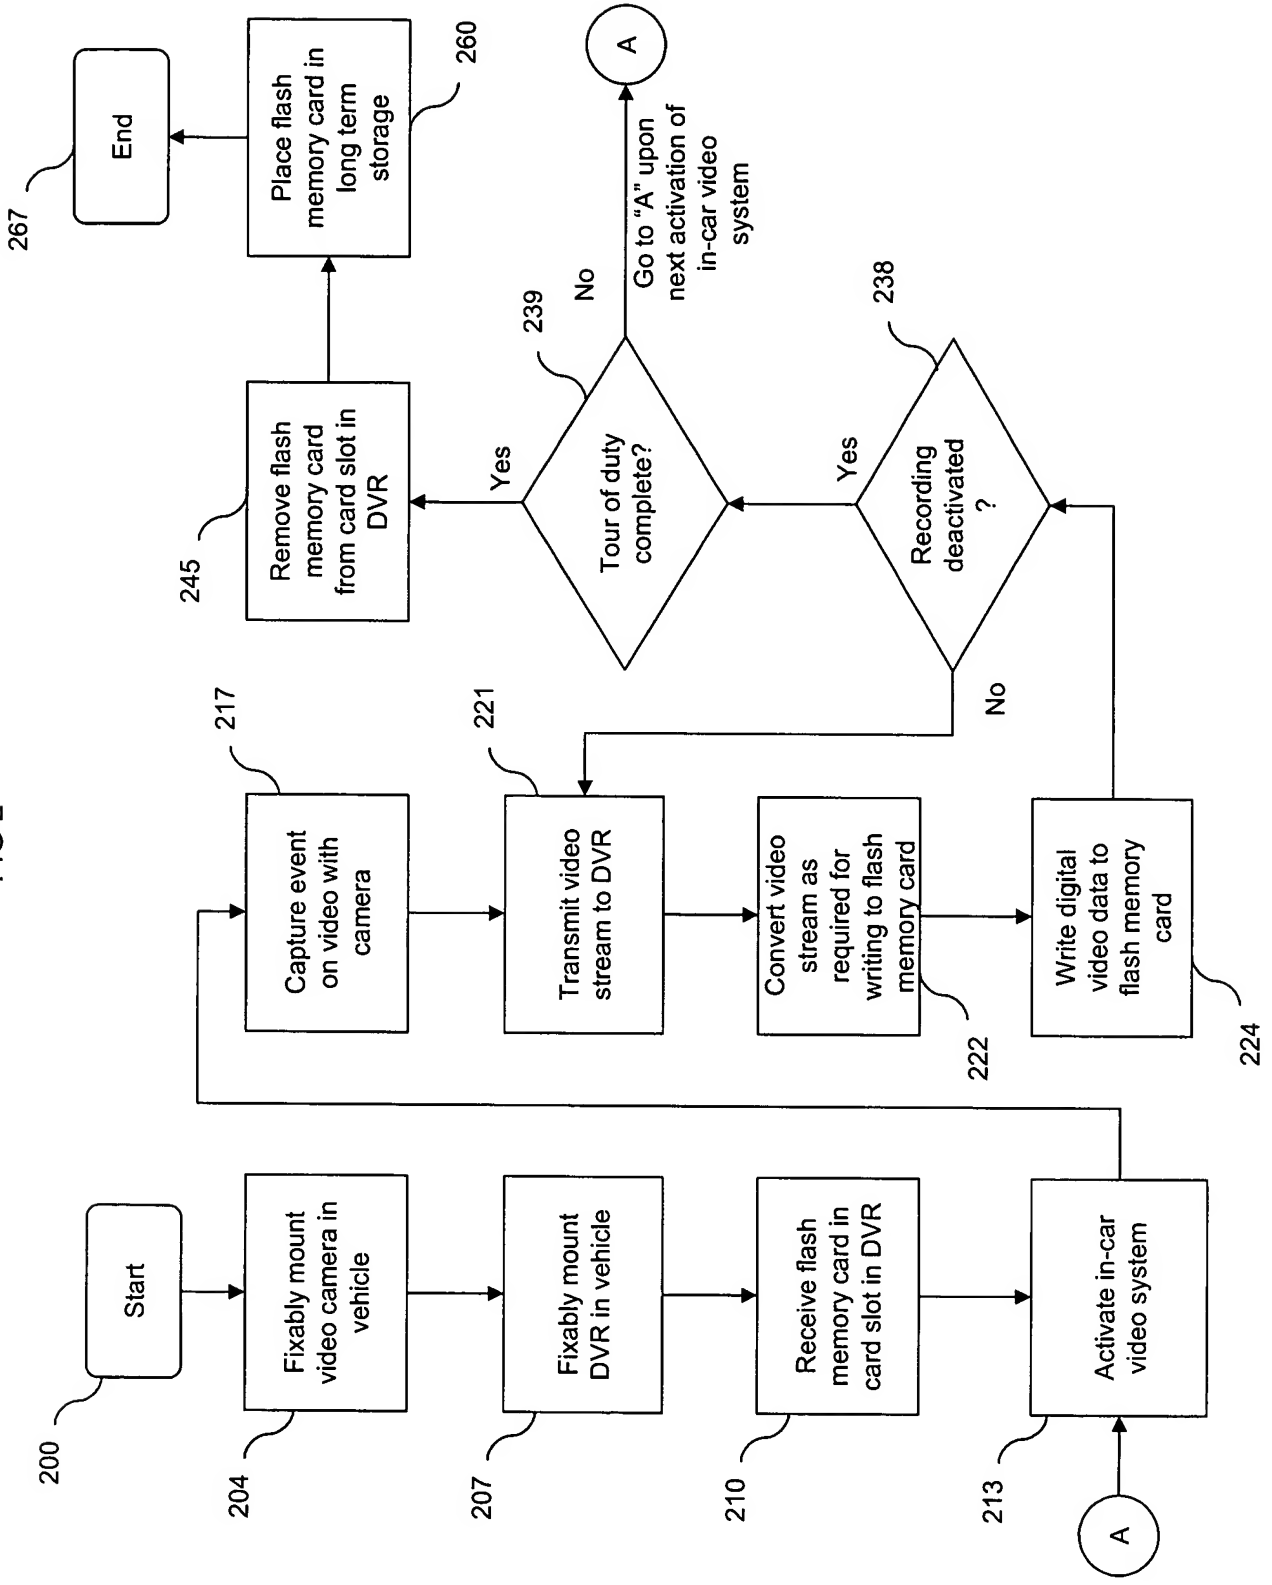 200
Start
204
Fixably mount
video camera in
vehicle
207
Fixably mount
DVR in vehicle
210
Receive flash
memory card in
card slot in DVR
213
Activate in-car
video system
A
217
Capture event
on video with
camera
221
Transmit video
stream to DVR
222
Convert video
stream as
required for
writing to flash
memory card
224
Write digital
video data to
flash memory
card
238
Recording
deactivated
?
No
Yes
239
Tour of duty
complete?
No
Go to “A” upon
next activation of
in-car video
system
A
Yes
245
Remove flash
memory card
from card slot in
DVR
260
Place flash
memory card in
long term
storage
267
End